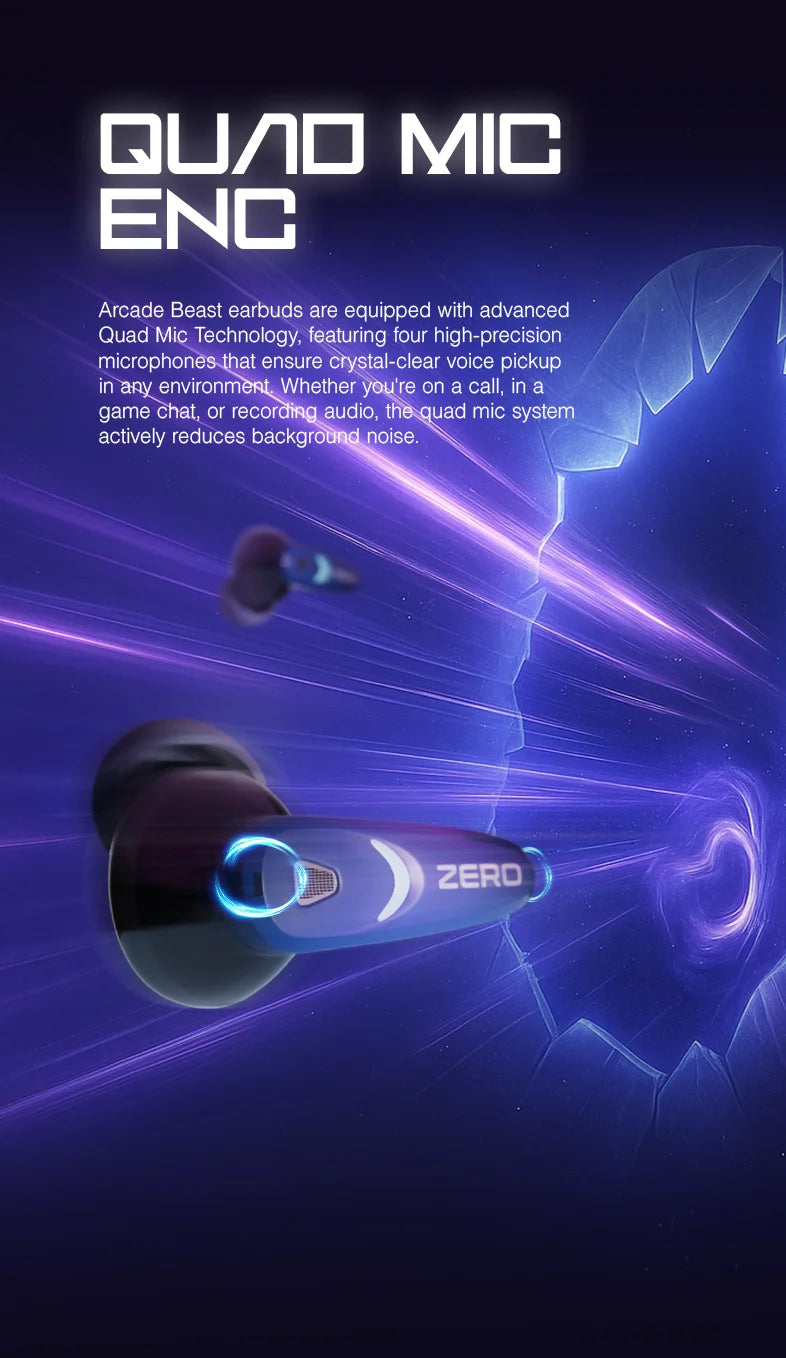 QUAD MIC
ENC
Arcade Beast earbuds are equipped with advanced
Quad Mic Technology, featuring four high-precision
microphones that ensure crystal-clear voice pickup
in any environment. Whether you're on a call, in a
game chat, or recording audio, the quad mic system
actively reduces background noise.
ZERO